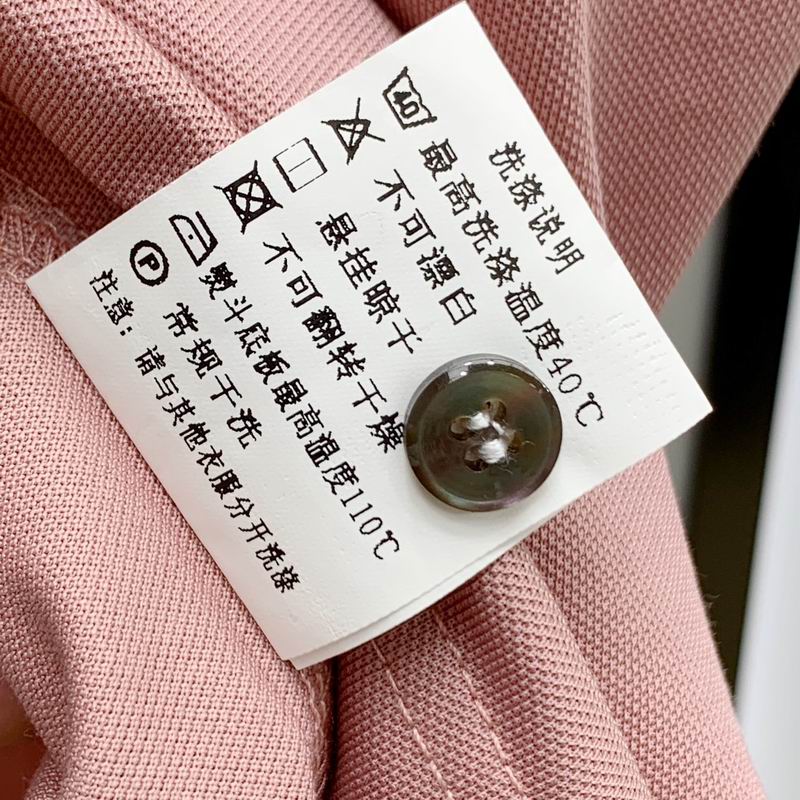 洗涤说明
40
最高洗涤温度40℃
不可漂白
悬挂晾干
不可翻转干燥
熨斗底板最高温度110℃
P
常规干洗
注意：请与其他衣服分开洗涤